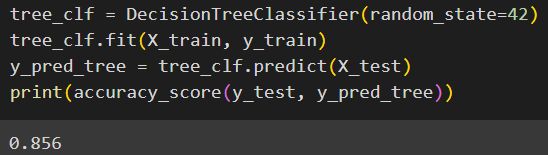 tree_clf = DecisionTreeClassifier(random_state=42)
tree_clf.fit(X_train, y_train)
y_pred_tree = tree_clf.predict(X_test)
print(accuracy_score(y_test, y_pred_tree))
0.856